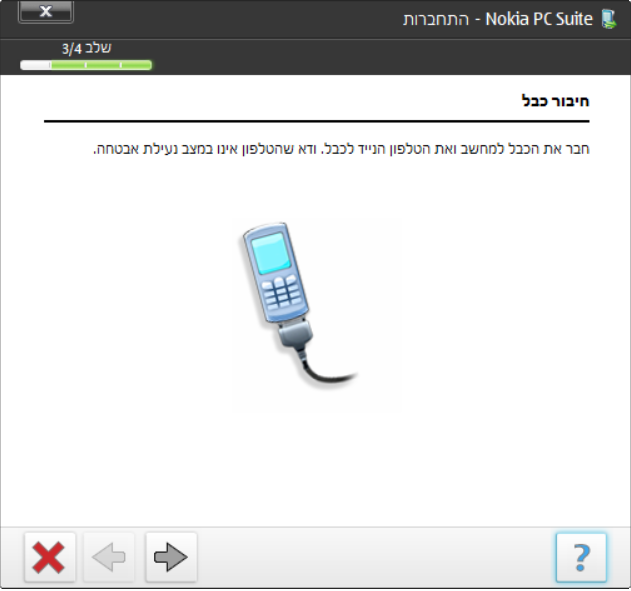 Nokia PC Suite - התחברות
שלב 3/4
חיבור כבל
חבר את הכבל למחשב ואת הטלפון הנייד לכבל. ודא שהטלפון אינו במצב נעילת אבטחה.